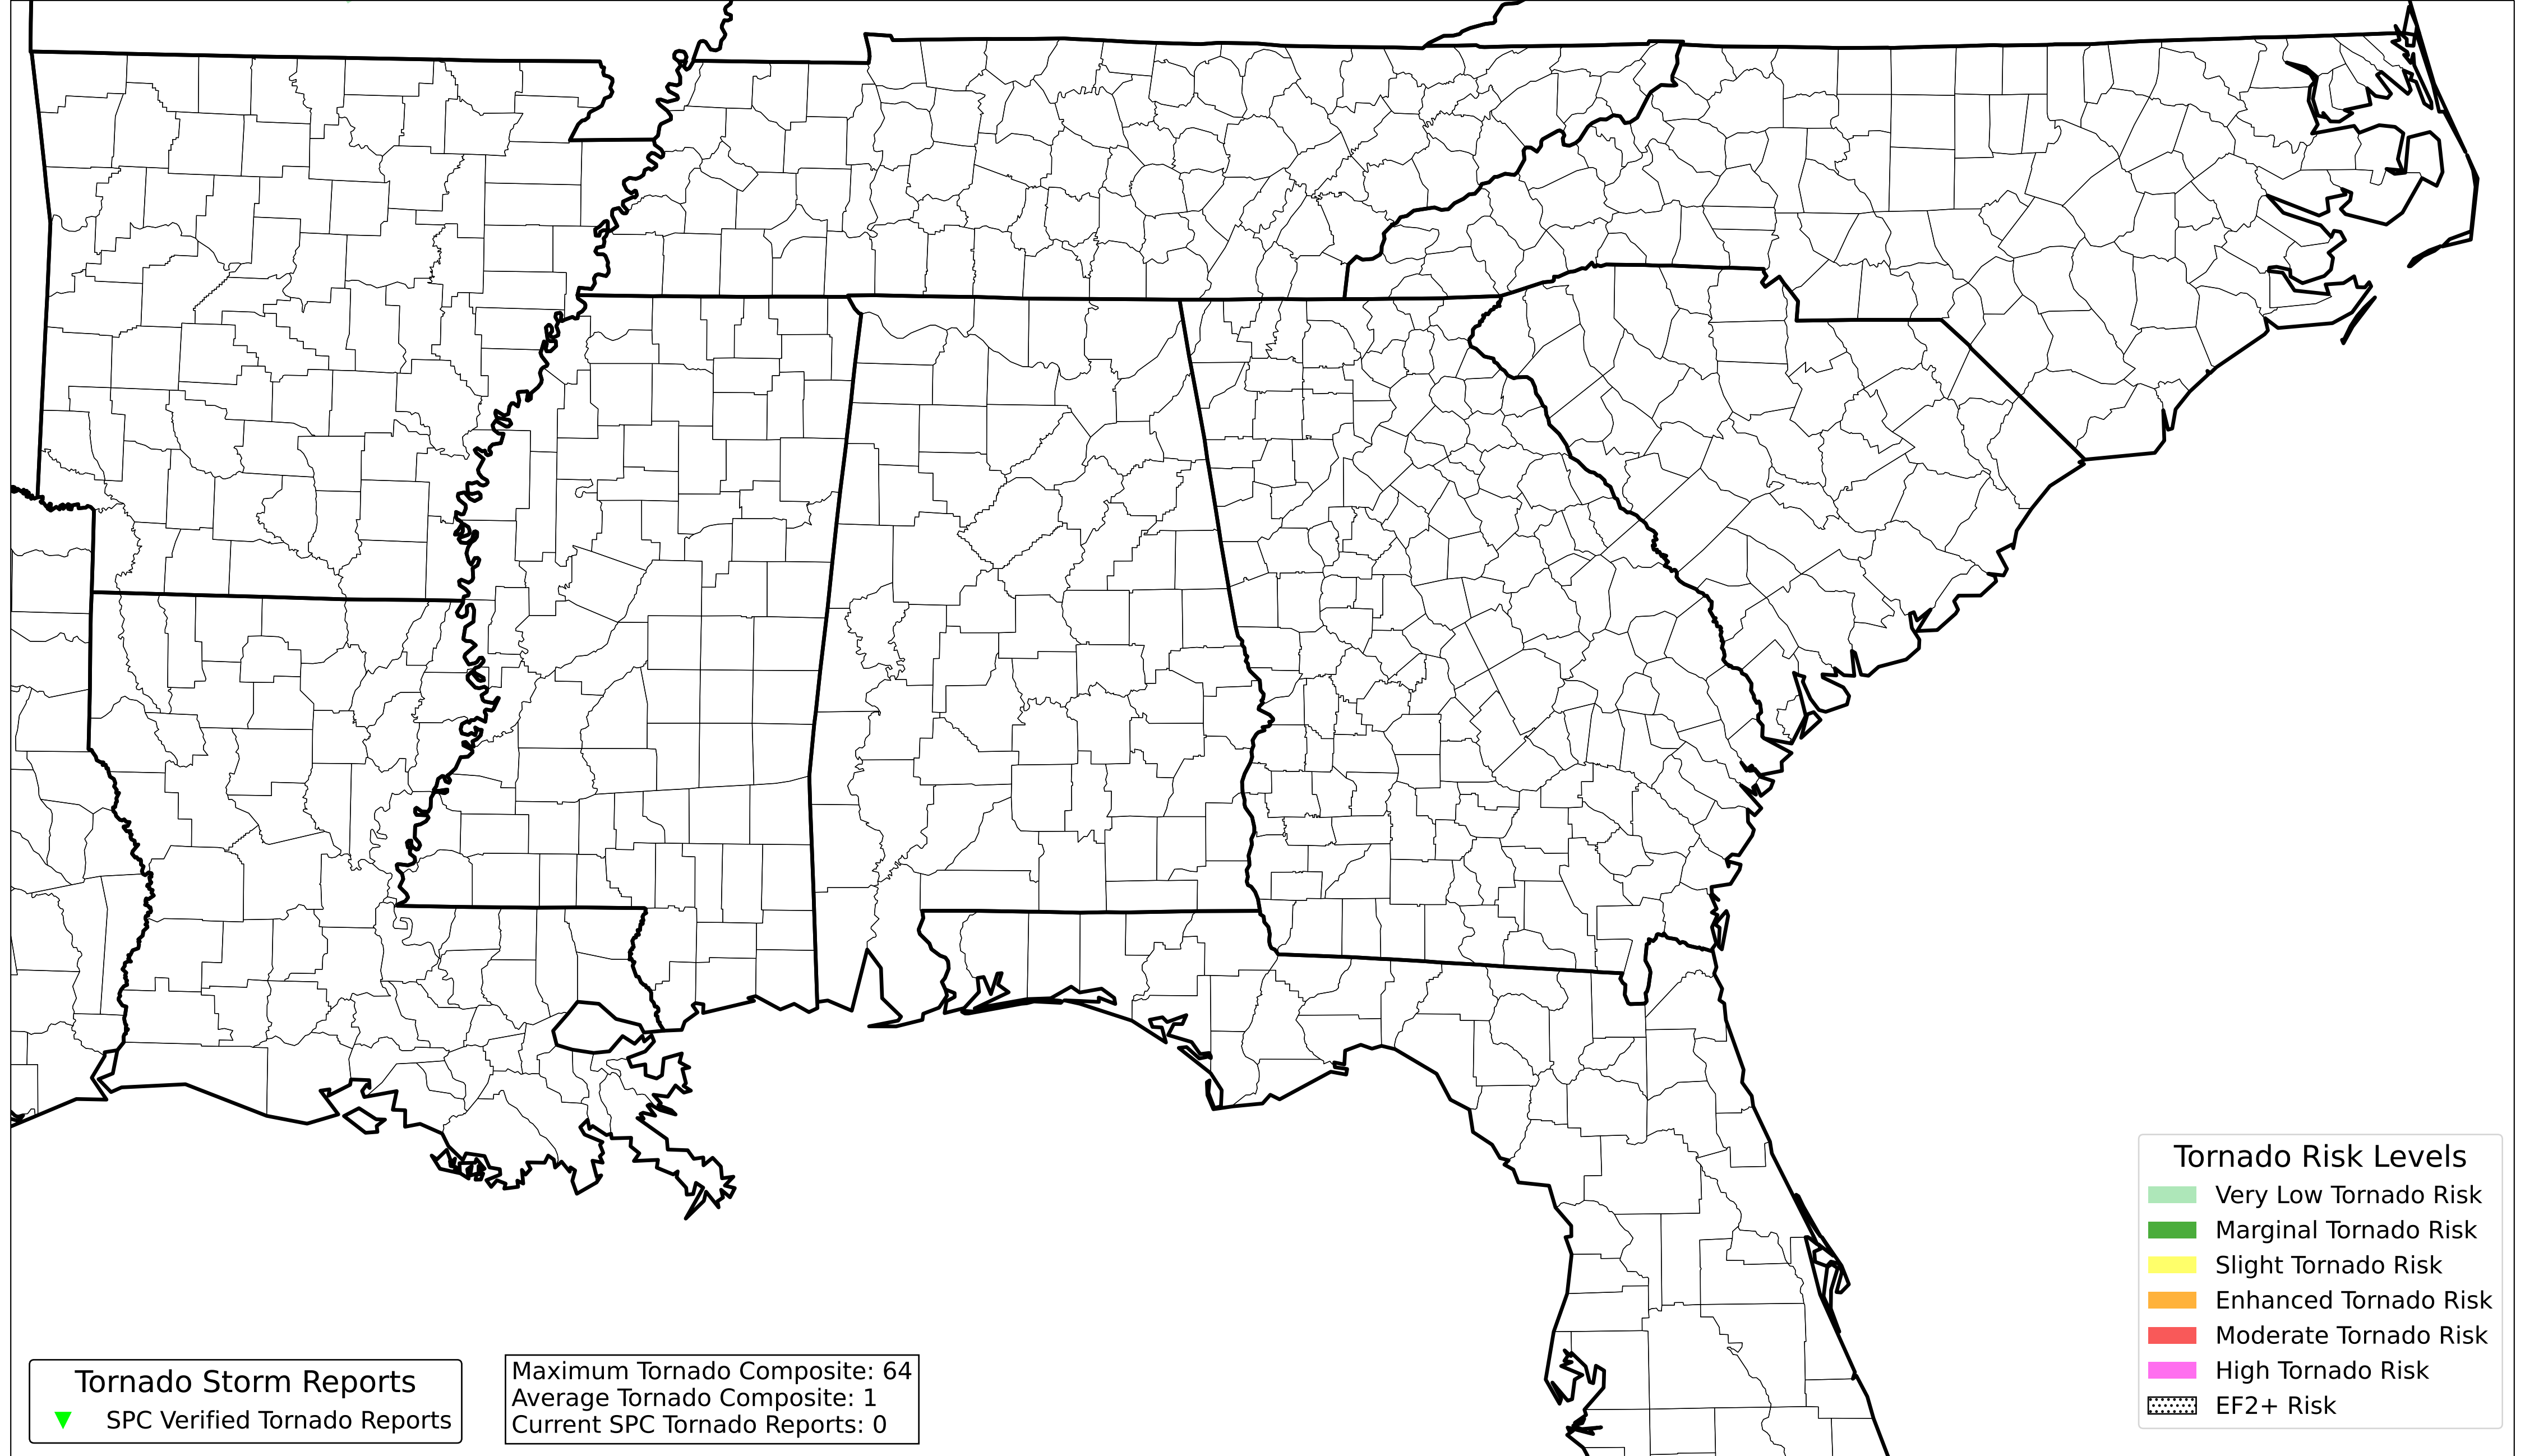 Tornado Storm Reports
SPC Verified Tornado Reports
Maximum Tornado Composite: 64
Average Tornado Composite: 1
Current SPC Tornado Reports: 0
Tornado Risk Levels
Very Low Tornado Risk
Marginal Tornado Risk
Slight Tornado Risk
Enhanced Tornado Risk
Moderate Tornado Risk
High Tornado Risk
EF2+ Risk